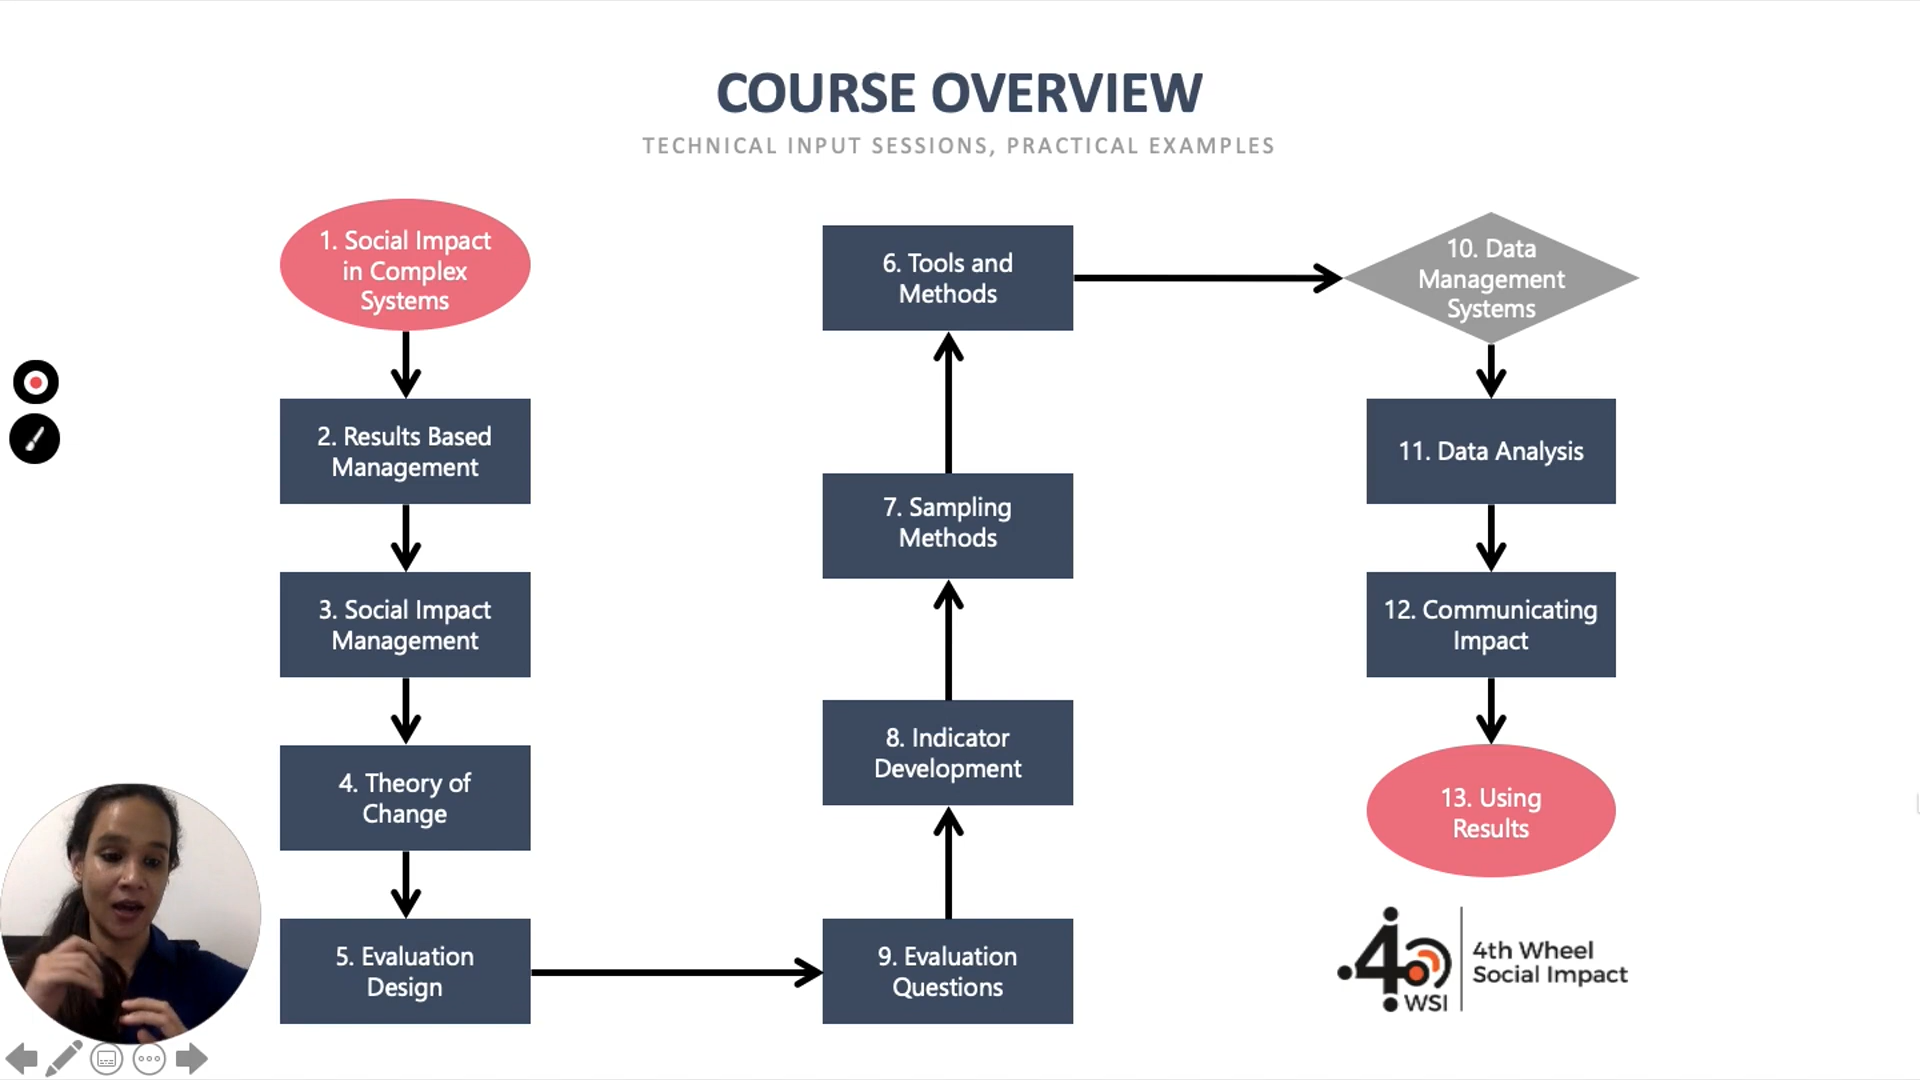 COURSE OVERVIEW
TECHNICAL INPUT SESSIONS, PRACTICAL EXAMPLES
1. Social Impact
in Complex
Systems
2. Results Based
Management
3. Social Impact
Management
4. Theory of
Change
5. Evaluation
Design
6. Tools and
Methods
7. Sampling
Methods
8. Indicator
Development
9. Evaluation
Questions
10. Data
Management
Systems
11. Data Analysis
12. Communicating
Impact
13. Using
Results
4
WSI
4th Wheel
Social Impact